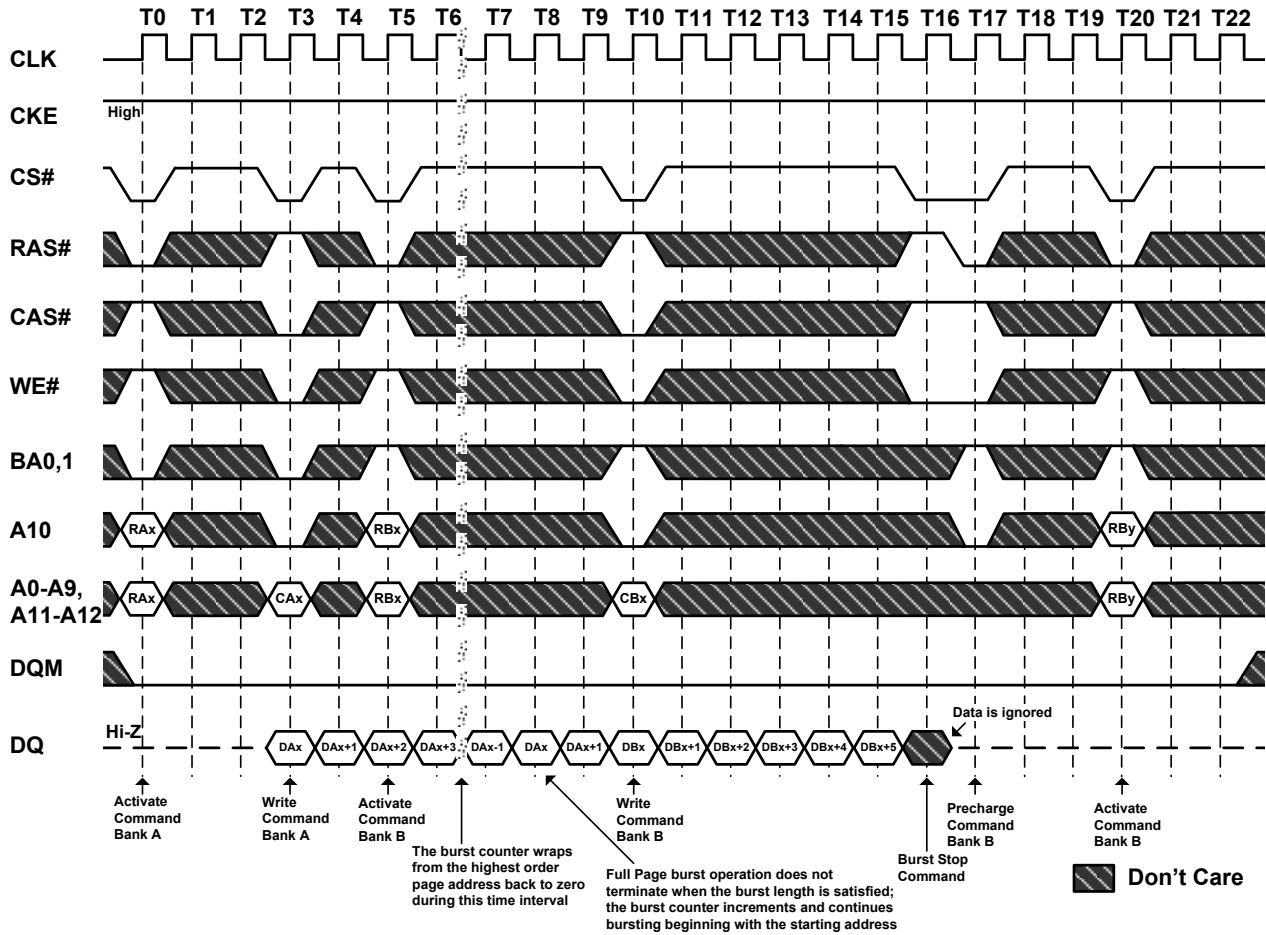 T0 T1 T2 T3 T4 T5 T6 T7 T8 T9 T10 T11 T12 T13 T14 T15 T16 T17 T18 T19 T20 T21 T22
CLK
CKE
High
CS#
RAS#
CAS#
WE#
BA0,1
A10
RAx RBx RBy
A0-A9,
A11-A12
RAx CAx RBx CBx RBy
DQM
DQ
Hi-Z
DAx DAx+1 DAx+2 DAx+3 DAx-1 DAx DAx+1 DBx DBx+1 DBx+2 DBx+3 DBx+4 DBx+5
Data is ignored
Activate
Command
Bank A
Write
Command
Bank A
Activate
Command
Bank B
The burst counter wraps
from the highest order
page address back to zero
during this time interval
Write
Command
Bank B
Full Page burst operation does not
terminate when the burst length is satisfied;
the burst counter increments and continues
bursting beginning with the starting address
Burst Stop
Command
Precharge
Command
Bank B
Activate
Command
Bank B
Don't Care